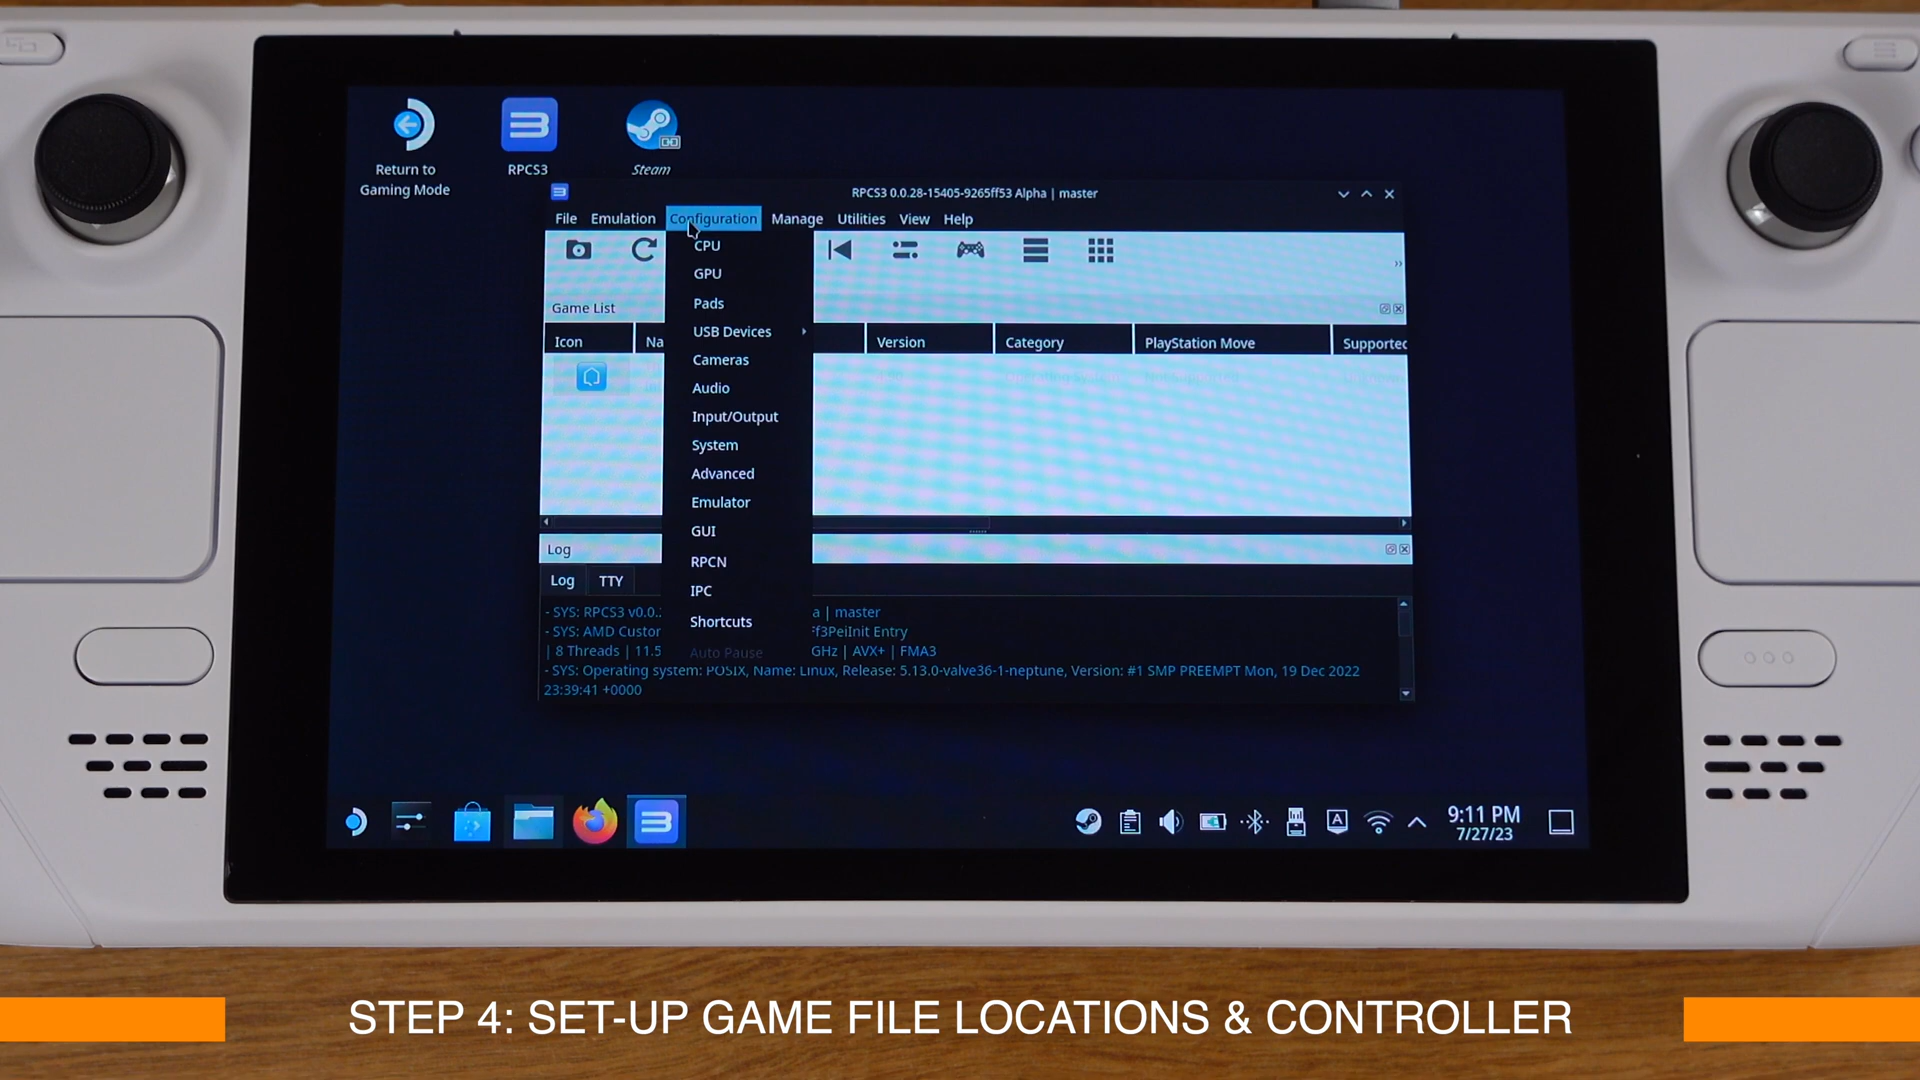 Return to
Gaming Mode
RPCS3
Steam
RPCS3 0.0.28-15405-9265ff53 Alpha | master
File Emulation Configuration Manage Utilities View Help
CPU
GPU
Pads
USB Devices
Cameras
Audio
Input/Output
System
Advanced
Emulator
GUI
RPCN
IPC
Shortcuts
Auto Pause
Game List
Icon Na Version Category PlayStation Move Supported
Log
Log TTY
- SYS: RPCS3 v0.0. a | master
- SYS: AMD Custor Ff3PeiInit Entry
| 8 Threads | 11.5 GHz | AVX+ | FMA3
- SYS: Operating system: POSIX, Name: Linux, Release: 5.13.0-valve36-1-neptune, Version: #1 SMP PREEMPT Mon, 19 Dec 2022
23:39:41 +0000
A
9:11 PM
7/27/23
STEP 4: SET-UP GAME FILE LOCATIONS & CONTROLLER